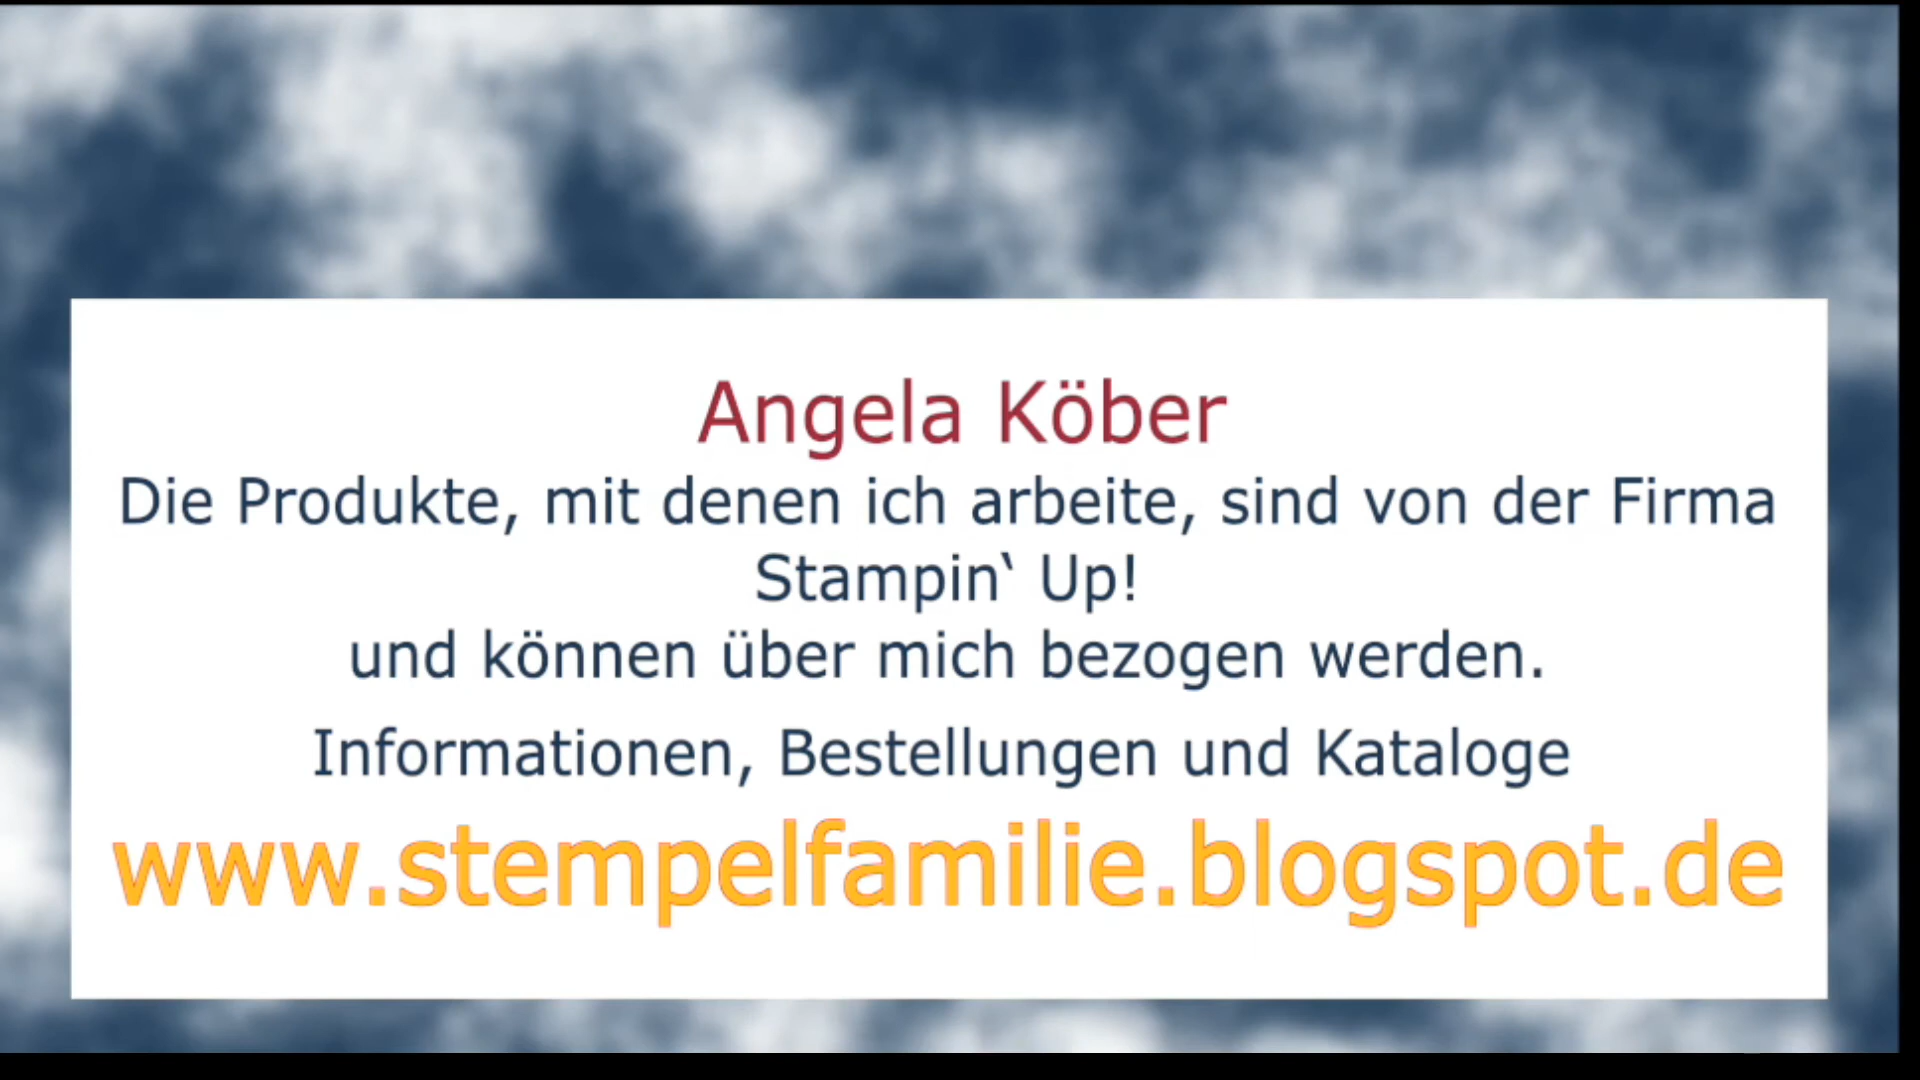 Angela Köber
Die Produkte, mit denen ich arbeite, sind von der Firma
Stampin‘ Up!
und können über mich bezogen werden.
Informationen, Bestellungen und Kataloge
www.stempelfamilie.blogspot.de